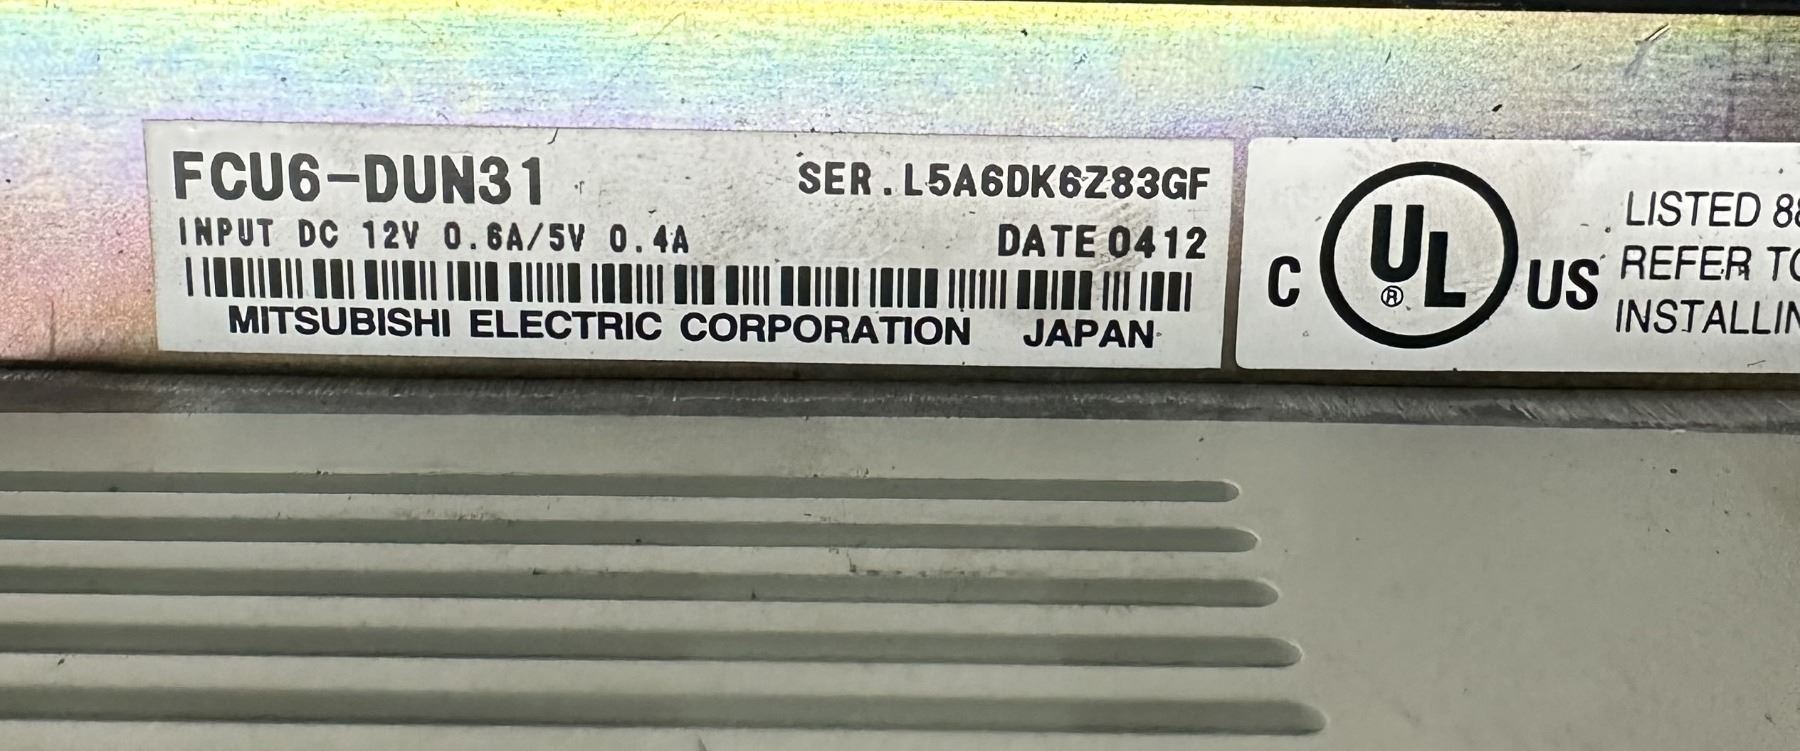 FCU6-DUN31 SER.L5A6DK6Z83GF
INPUT DC 12V 0.6A/5V 0.4A DATE 0412
MITSUBISHI ELECTRIC CORPORATION JAPAN
C UL® US
LISTED
REFER